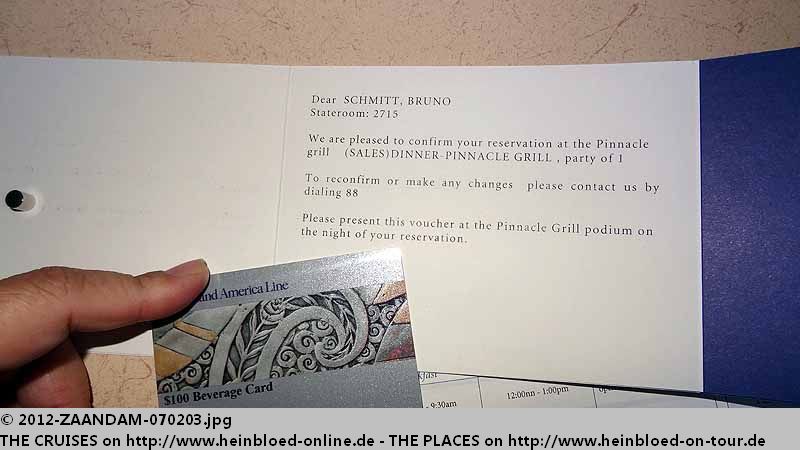 Dear SCHMITT, BRUNO
Stateroom: 2715
We are pleased to confirm your reservation at the Pinnacle
grill (SALES)DINNER-PINNACLE GRILL , party of 1
To reconfirm or make any changes please contact us by
dialing 88
Please present this voucher at the Pinnacle Grill podium on
the night of your reservation.
and America Line
$100 Beverage Card
- 9:30am
12:00nn - 1:00pm
© 2012-ZAANDAM-070203.jpg
THE CRUISES on http://www.heinbloed-online.de - THE PLACES on http://www.heinbloed-on-tour.de